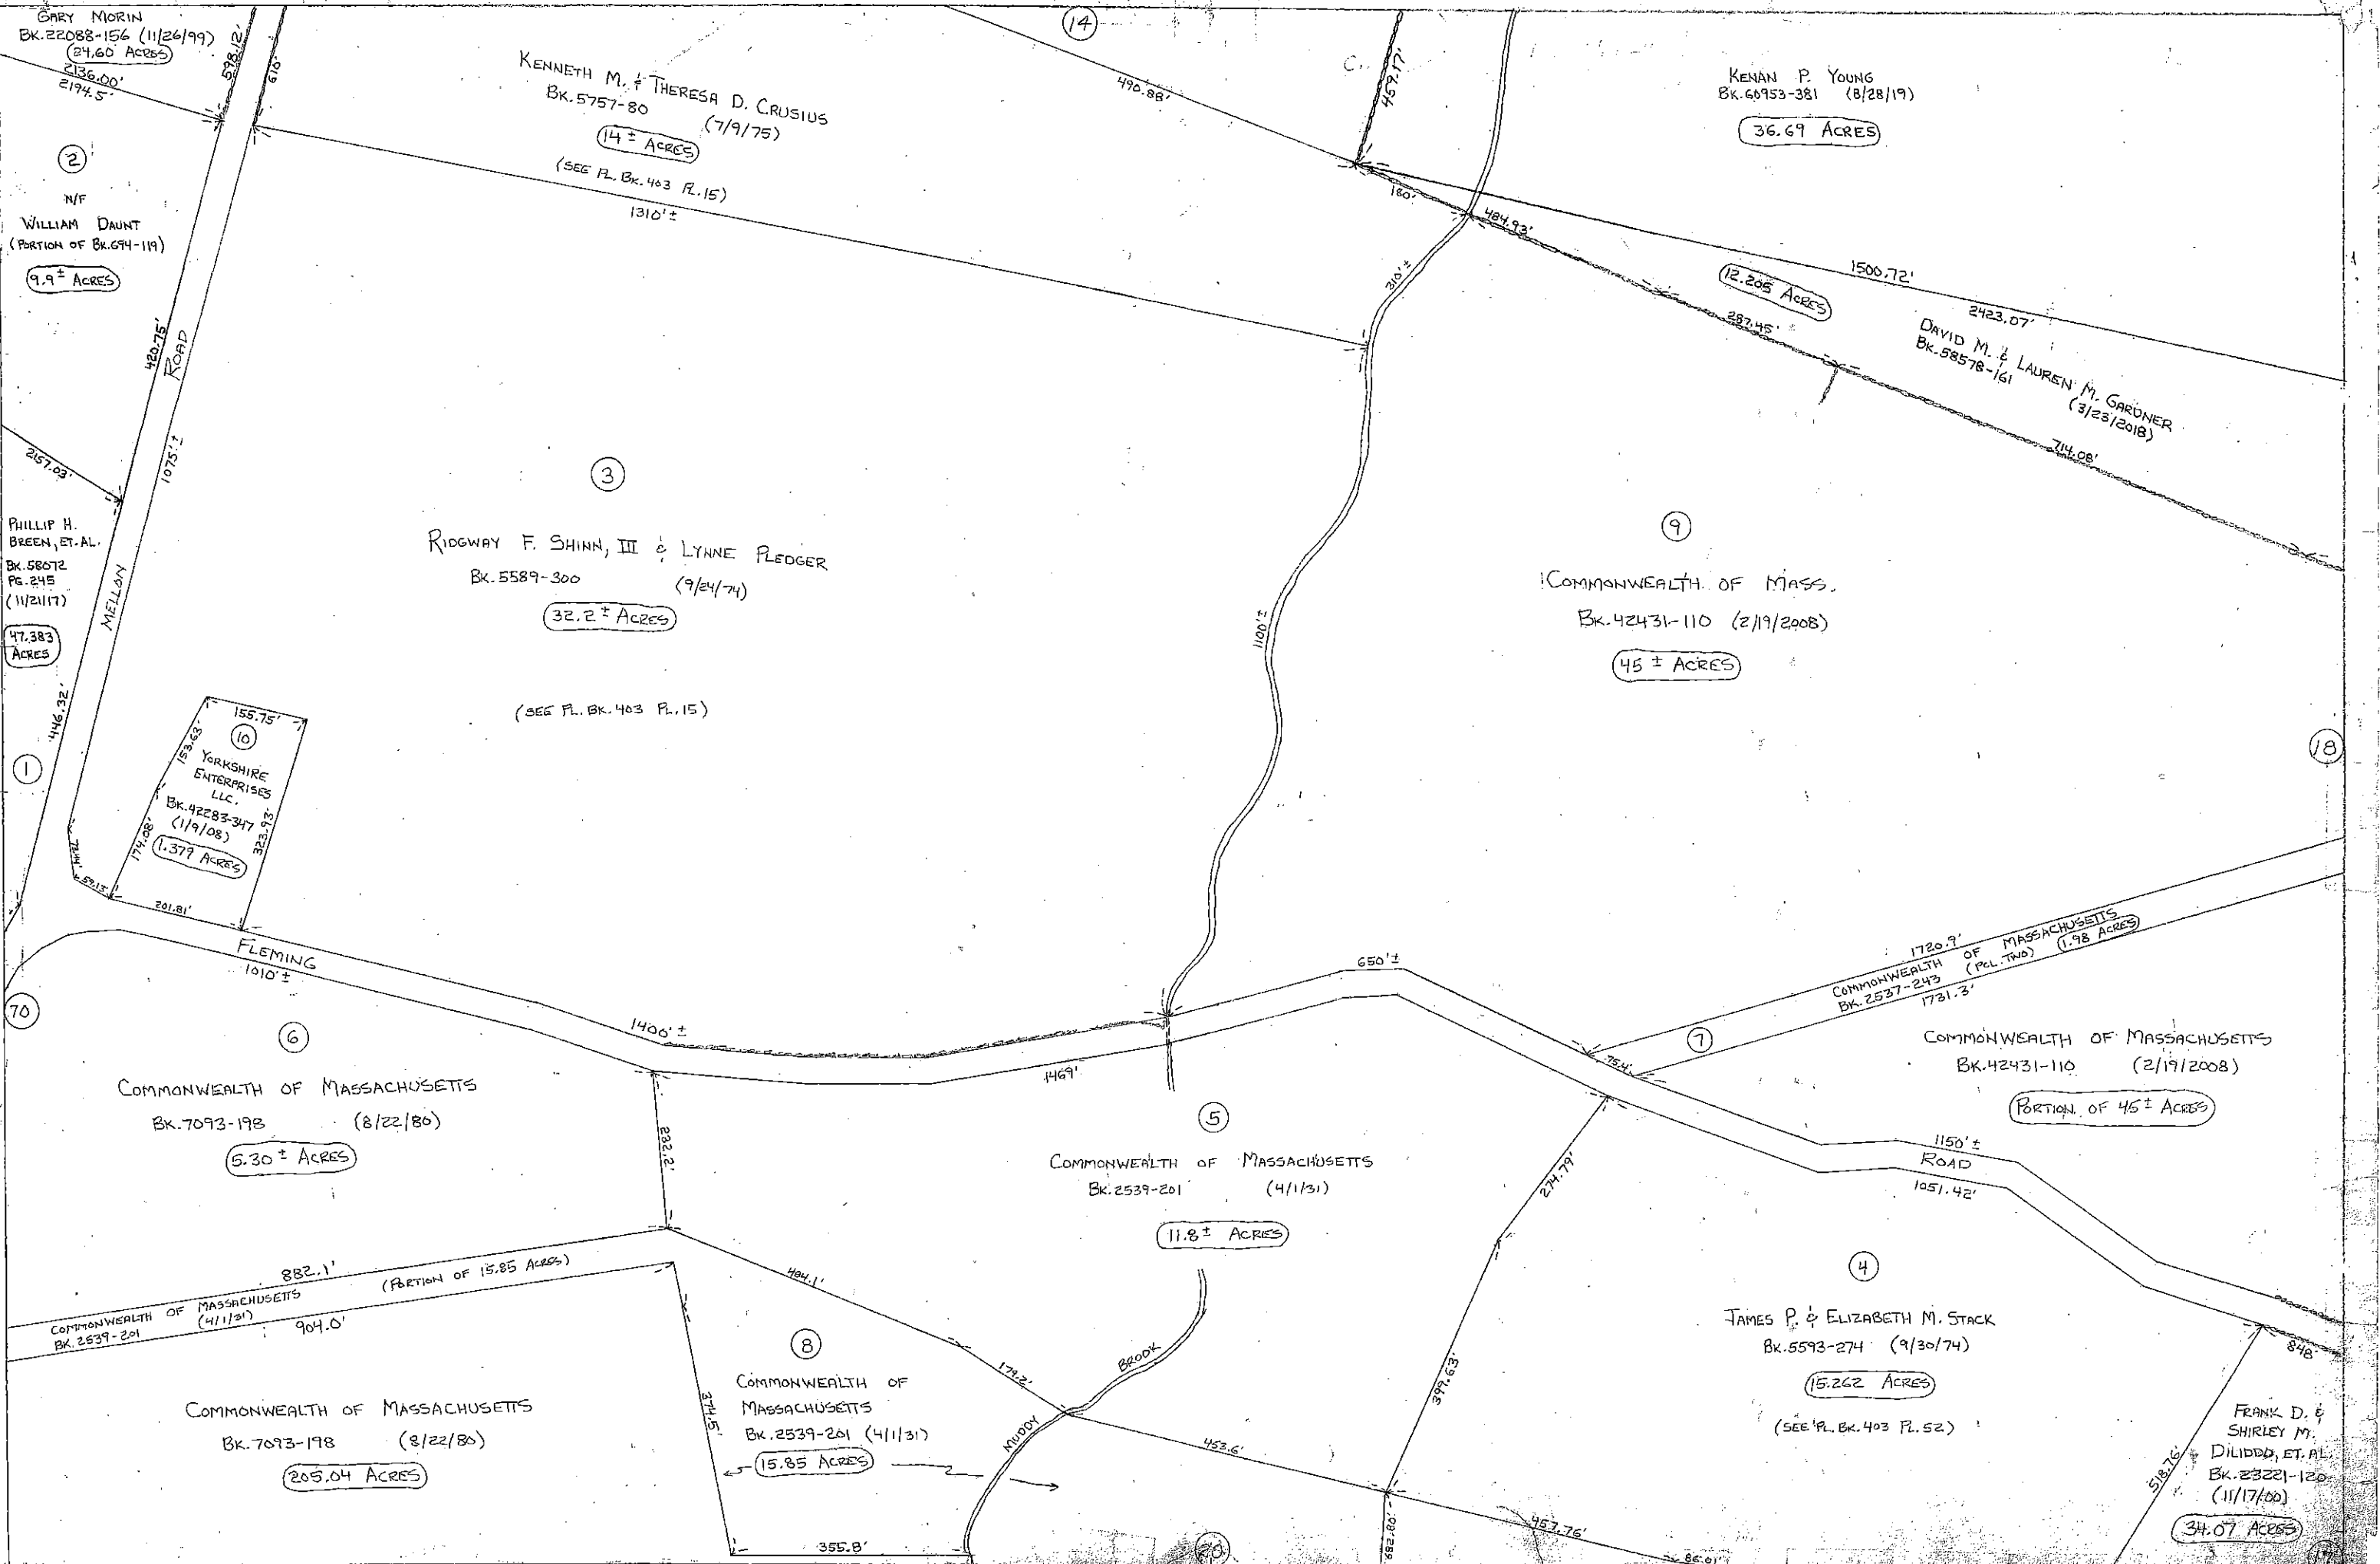 GARY MORIN
BK.22088-156 (11/26/99)
(24.60 ACRES)
2136.00'
2194.5'
598.12'
610'
KENNETH M. & THERESA D. CRUSIUS
BK.5757-80 (7/9/75)
14± ACRES
(SEE PL. BK. 403 PL. 15)
1310'±
14
490.88'
459.17'
C.
KENAN P. YOUNG
BK.60953-381 (8/28/19)
36.69 ACRES
180'
484.93'
310'±
12.205 ACRES
287.45'
1500.72'
2423.07'
DAVID M. & LAUREN M. GARDNER
BK.58578-161
(3/23/2018)
714.08'
2
N/F
WILLIAM DAUNT
(PORTION OF BK.694-119)
9.9± ACRES
420.75'
ROAD
1075'±
2157.03'
PHILLIP H.
BREEN, ET. AL.
BK.58072
PG.245
(11/21/17)
47.383
ACRES
MELLON
446.32'
1
3
RIDGWAY F. SHINN, III & LYNNE PLEDGER
BK.5589-300 (9/24/74)
32.2± ACRES
(SEE PL. BK. 403 PL. 15)
1100'±
9
COMMONWEALTH OF MASS.
BK.42431-110 (2/19/2008)
45± ACRES
18
155.75'
153.63'
10
YORKSHIRE
ENTERPRISES
LLC.
BK.42283-347
(1/9/08)
1.379 ACRES
174.08'
323.93'
59.13'
201.81'
FLEMING
1010'±
70
6
COMMONWEALTH OF MASSACHUSETTS
BK.7093-198 (8/22/80)
5.30± ACRES
1400'±
1469'
650'±
232.2'
1720.9'
COMMONWEALTH OF MASSACHUSETTS
BK.2537-243 (PCL. TWO) 1.98 ACRES
1731.3'
7
75.4'
COMMONWEALTH OF MASSACHUSETTS
BK.42431-110 (2/19/2008)
PORTION OF 45± ACRES
1150'±
ROAD
1051.42'
5
COMMONWEALTH OF MASSACHUSETTS
BK.2539-201 (4/1/31)
11.8± ACRES
274.79'
399.63'
4
JAMES P. & ELIZABETH M. STACK
BK.5593-274 (9/30/74)
15.262 ACRES
(SEE PL. BK. 403 PL. 52)
848'
518.76'
FRANK D. &
SHIRLEY M.
DILIDDO, ET. AL.
BK.23221-120
(11/17/00)
34.07 ACRES
882.1'
(PORTION OF 15.85 ACRES)
COMMONWEALTH OF MASSACHUSETTS
BK.2539-201 (4/1/31)
904.0'
COMMONWEALTH OF MASSACHUSETTS
BK.7093-198 (8/22/80)
205.04 ACRES
374.5'
8
COMMONWEALTH OF
MASSACHUSETTS
BK.2539-201 (4/1/31)
15.85 ACRES
179.2'
BROOK
MUDDY
355.8'
453.6'
682.80'
457.76'
86.01'